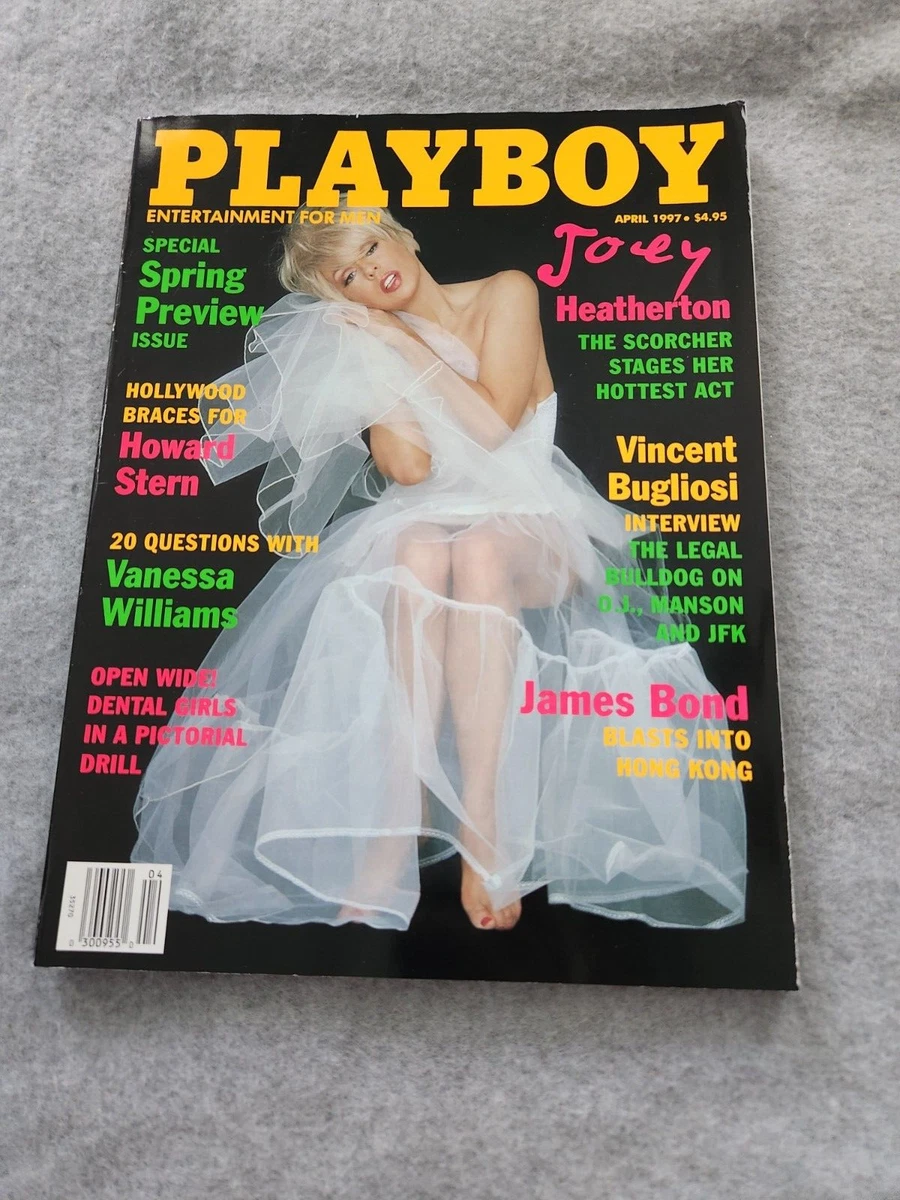 PLAYBOY
ENTERTAINMENT FOR MEN
APRIL 1997 • $4.95
SPECIAL
Spring
Preview
ISSUE
HOLLYWOOD
BRACES FOR
Howard
Stern
20 QUESTIONS WITH
Vanessa
Williams
OPEN WIDE!
DENTAL GIRLS
IN A PICTORIAL
DRILL
Joey
Heatherton
THE SCORCHER
STAGES HER
HOTTEST ACT
Vincent
Bugliosi
INTERVIEW
THE LEGAL
BULLDOG ON
O.J., MANSON
AND JFK
James Bond
BLASTS INTO
HONG KONG
04
300955